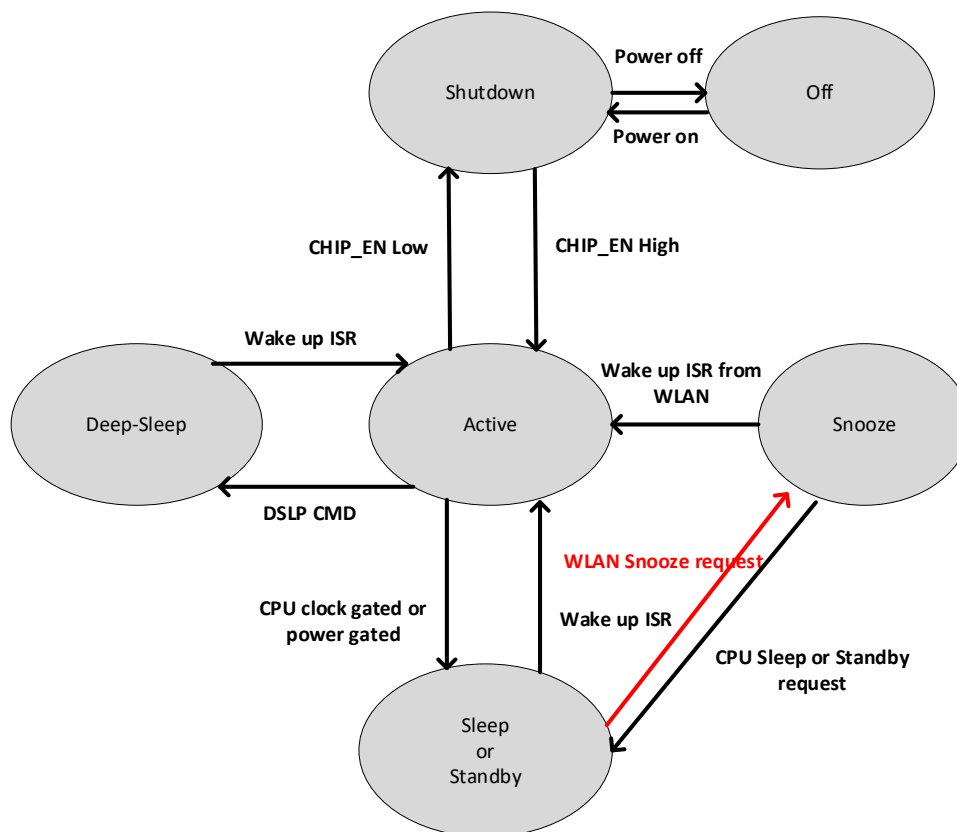 Power off
Shutdown
Off
Power on
CHIP_EN Low
CHIP_EN High
Wake up ISR
Wake up ISR from
WLAN
Deep-Sleep
Active
Snooze
DSLP CMD
WLAN Snooze request
CPU clock gated or
power gated
Wake up ISR
CPU Sleep or Standby
request
Sleep
or
Standby